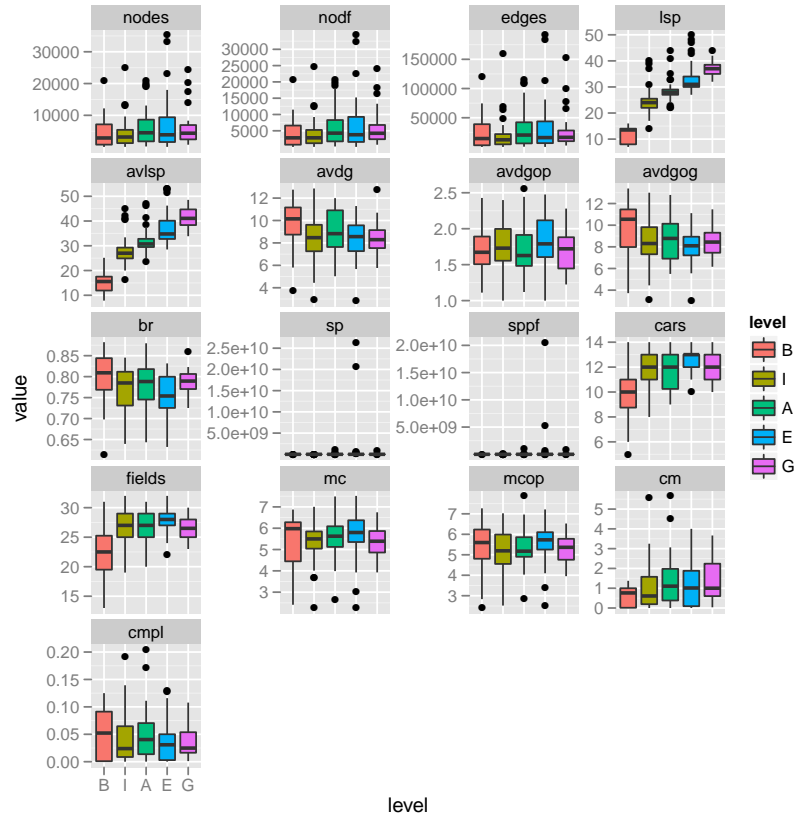 nodes
nodf
edges
lsp
30000
20000
10000
30000
25000
20000
15000
10000
5000
150000
100000
50000
0
50
40
30
20
10
avlsp
avdg
avdgop
avdgog
50
40
30
20
10
12
10
8
6
4
2.5
2.0
1.5
1.0
12
10
8
6
4
br
sp
sppf
cars
0.85
0.80
0.75
0.70
0.65
2.5e+10
2.0e+10
1.5e+10
1.0e+10
5.0e+09
2.0e+10
1.5e+10
1.0e+10
5.0e+09
14
12
10
8
6
fields
mc
mcop
cm
30
25
20
15
7
6
5
4
3
7
6
5
4
3
5
4
3
2
1
0
cmpl
0.20
0.15
0.10
0.05
0.00
B I A E G
level
value
level
B
I
A
E
G